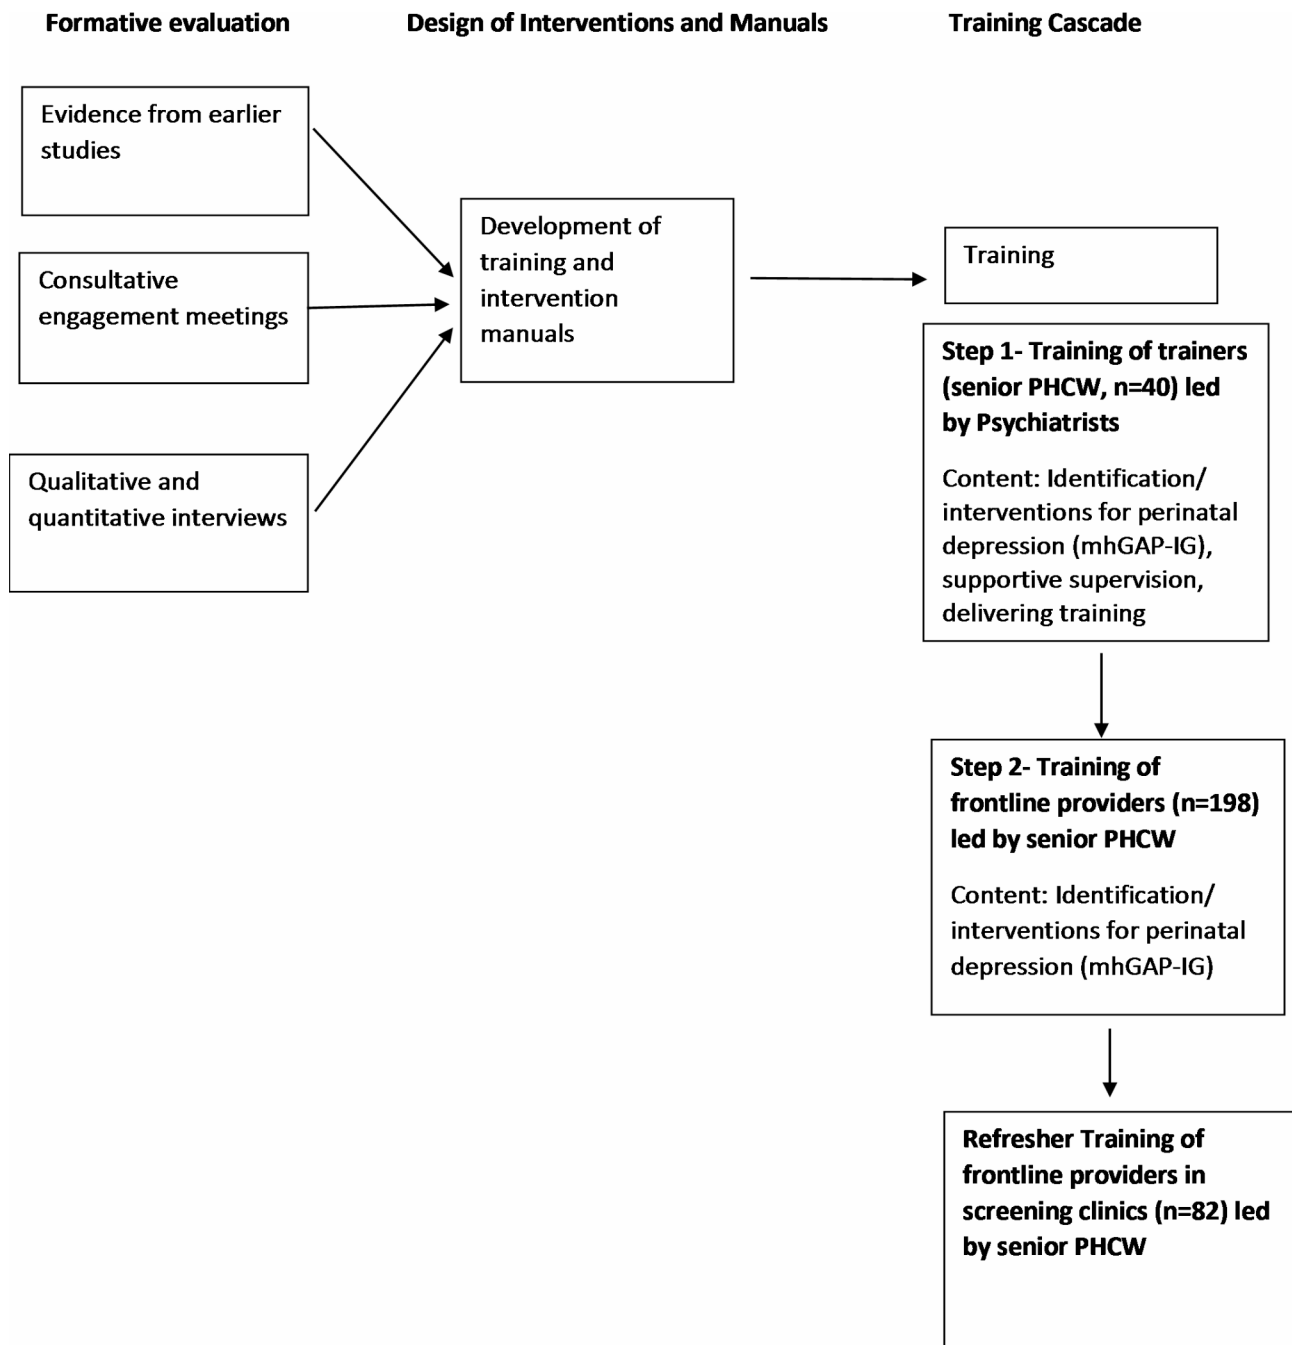 Formative evaluation
Design of Interventions and Manuals
Training Cascade
Evidence from earlier
studies
Consultative
engagement meetings
Qualitative and
quantitative interviews
Development of
training and
intervention
manuals
Training
Step 1- Training of trainers
(senior PHCW, n=40) led
by Psychiatrists
Content: Identification/
interventions for perinatal
depression (mhGAP-IG),
supportive supervision,
delivering training
Step 2- Training of
frontline providers (n=198)
led by senior PHCW
Content: Identification/
interventions for perinatal
depression (mhGAP-IG)
Refresher Training of
frontline providers in
screening clinics (n=82) led
by senior PHCW